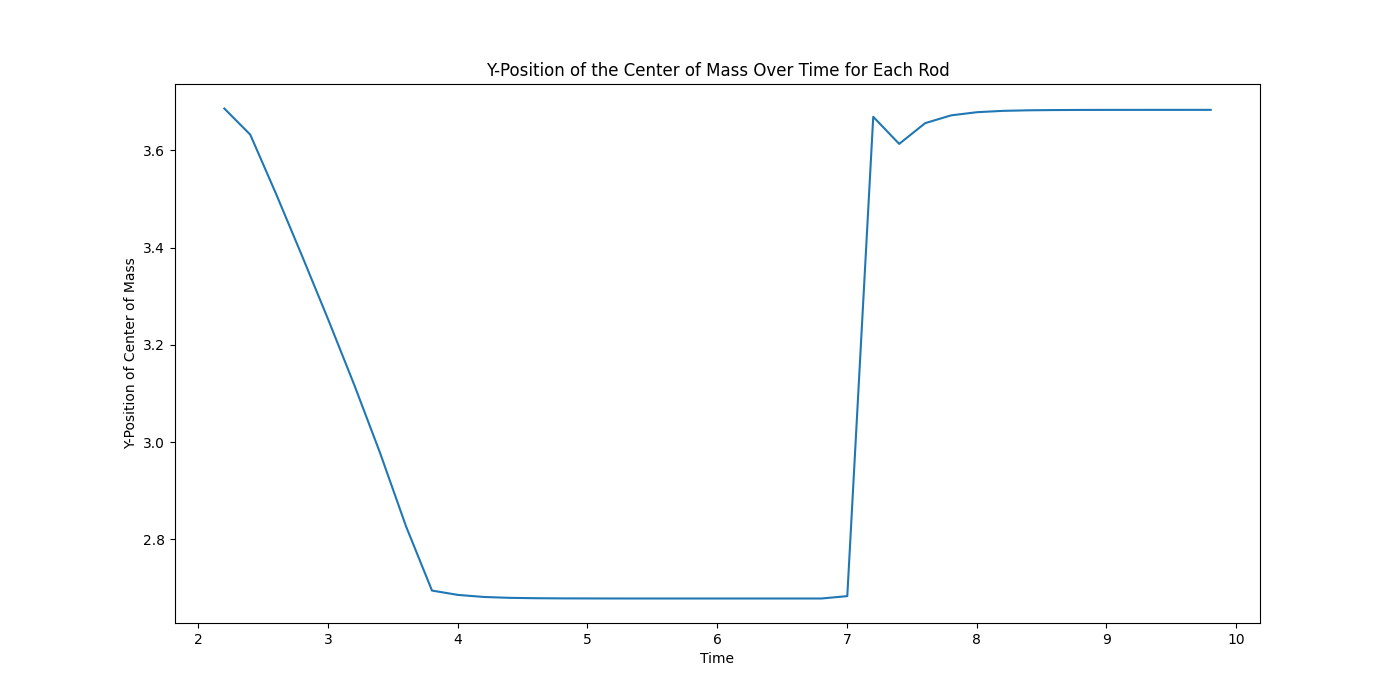 Y-Position of the Center of Mass Over Time for Each Rod
Y-Position of Center of Mass
3.6
3.4
3.2
3.0
2.8
2 3 4 5 6 7 8 9 10
Time